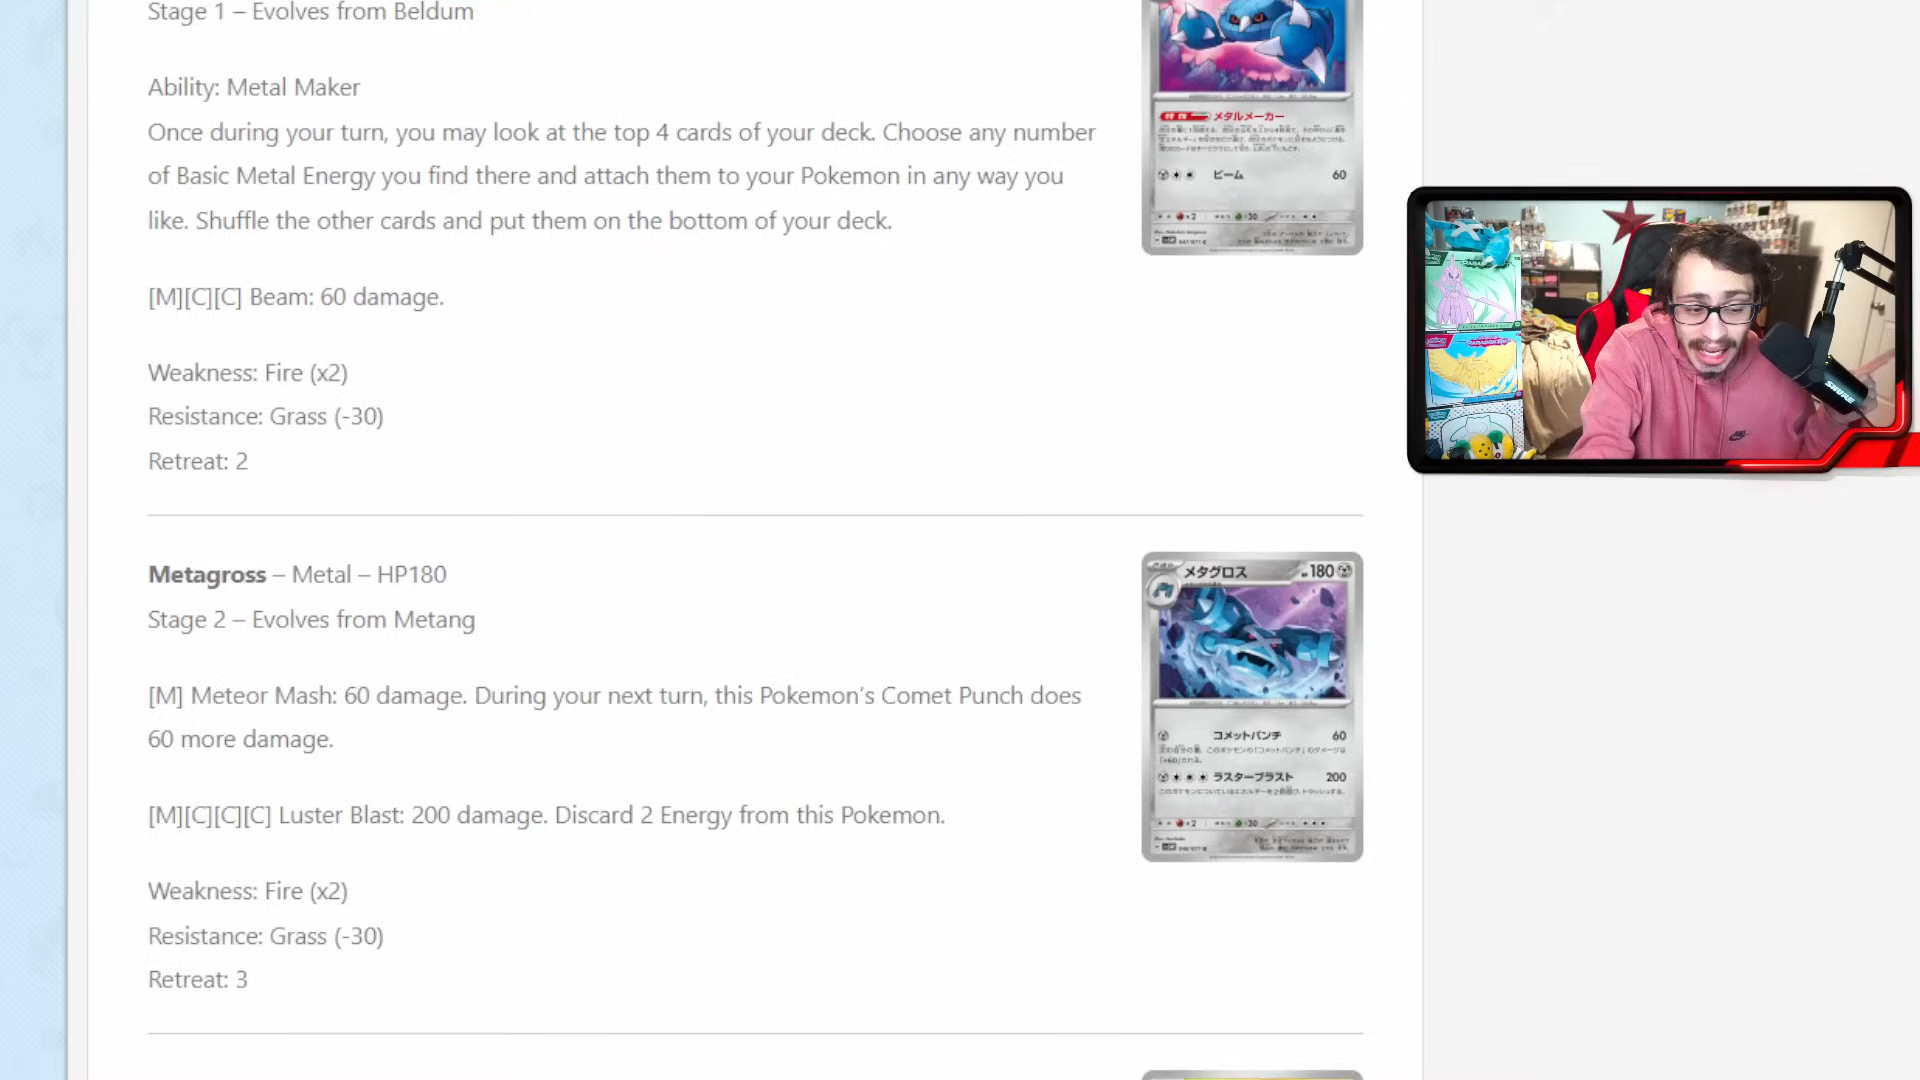 Stage 1 – Evolves from Beldum
Ability: Metal Maker
Once during your turn, you may look at the top 4 cards of your deck. Choose any number
of Basic Metal Energy you find there and attach them to your Pokemon in any way you
like. Shuffle the other cards and put them on the bottom of your deck.
[M][C][C] Beam: 60 damage.
Weakness: Fire (x2)
Resistance: Grass (-30)
Retreat: 2
メタルメーカー
ビーム 60
×2
-30
Metagross – Metal – HP180
Stage 2 – Evolves from Metang
[M] Meteor Mash: 60 damage. During your next turn, this Pokemon’s Comet Punch does
60 more damage.
[M][C][C][C] Luster Blast: 200 damage. Discard 2 Energy from this Pokemon.
Weakness: Fire (x2)
Resistance: Grass (-30)
Retreat: 3
メタグロス 180
コメットパンチ 60
ラスターブラスト 200
×2
-30
SHURE